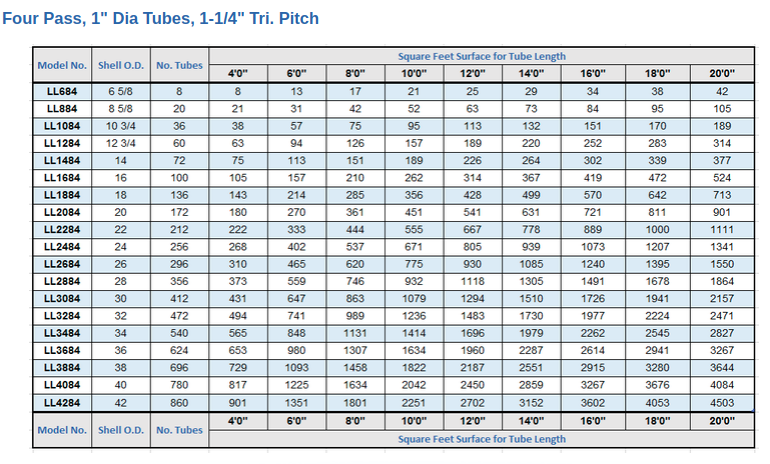 Four Pass, 1" Dia Tubes, 1-1/4" Tri. Pitch
Model No. Shell O.D. No. Tubes Square Feet Surface for Tube Length
4'0" 6'0" 8'0" 10'0" 12'0" 14'0" 16'0" 18'0" 20'0"
LL684 6 5/8 8 8 13 17 21 25 29 34 38 42
LL884 8 5/8 20 21 31 42 52 63 73 84 95 105
LL1084 10 3/4 36 38 57 75 95 113 132 151 170 189
LL1284 12 3/4 60 63 94 126 157 189 220 252 283 314
LL1484 14 72 75 113 151 189 226 264 302 339 377
LL1684 16 100 105 157 210 262 314 367 419 472 524
LL1884 18 136 143 214 285 356 428 499 570 642 713
LL2084 20 172 180 270 361 451 541 631 721 811 901
LL2284 22 212 222 333 444 555 667 778 889 1000 1111
LL2484 24 256 268 402 537 671 805 939 1073 1207 1341
LL2684 26 296 310 465 620 775 930 1085 1240 1395 1550
LL2884 28 356 373 559 746 932 1118 1305 1491 1678 1864
LL3084 30 412 431 647 863 1079 1294 1510 1726 1941 2157
LL3284 32 472 494 741 989 1236 1483 1730 1977 2224 2471
LL3484 34 540 565 848 1131 1414 1696 1979 2262 2545 2827
LL3684 36 624 653 980 1307 1634 1960 2287 2614 2941 3267
LL3884 38 696 729 1093 1458 1822 2187 2551 2915 3280 3644
LL4084 40 780 817 1225 1634 2042 2450 2859 3267 3676 4084
LL4284 42 860 901 1351 1801 2251 2702 3152 3602 4053 4503
Model No. Shell O.D. No. Tubes 4'0" 6'0" 8'0" 10'0" 12'0" 14'0" 16'0" 18'0" 20'0"
Square Feet Surface for Tube Length